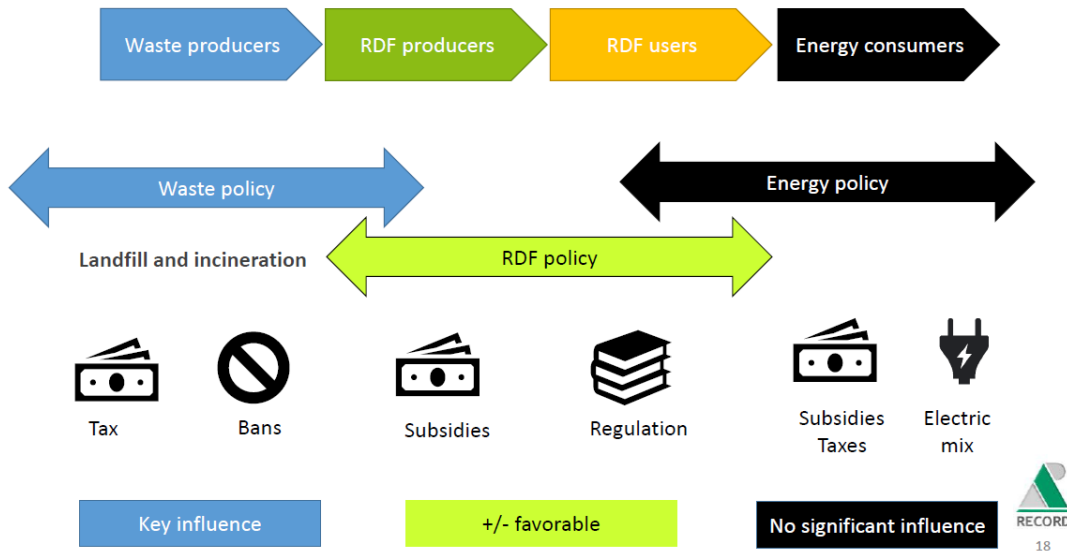 Waste producers
RDF producers
RDF users
Energy consumers
Waste policy
Energy policy
Landfill and incineration
RDF policy
Tax
Bans
Subsidies
Regulation
Subsidies
Taxes
Electric
mix
Key influence
+/- favorable
No significant influence
RECORD
18